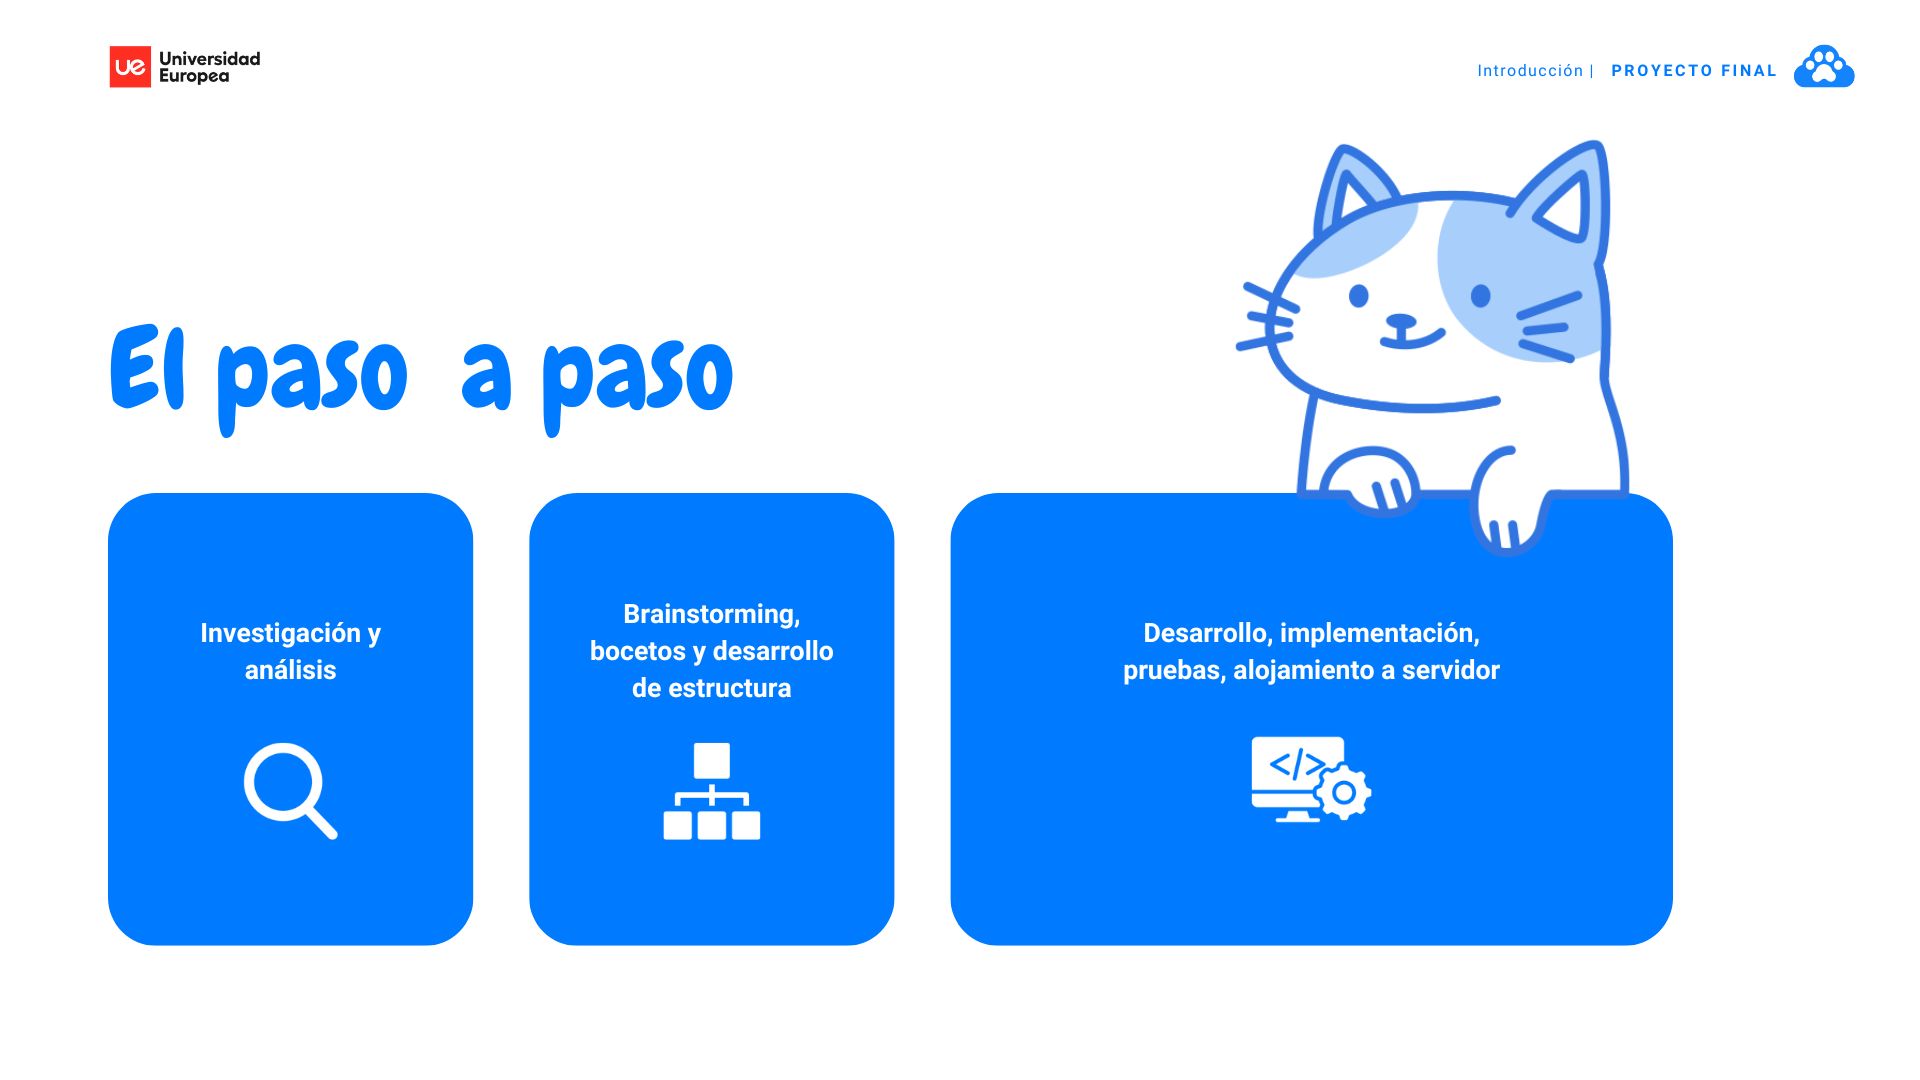 ue Universidad
Europea
Introducción | PROYECTO FINAL
El paso a paso
Investigación y
análisis
Brainstorming,
bocetos y desarrollo
de estructura
Desarrollo, implementación,
pruebas, alojamiento a servidor
</>